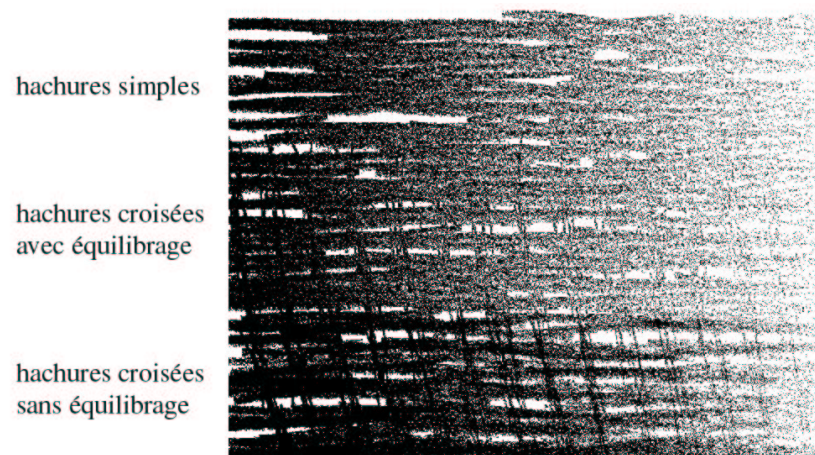 hachures simples
hachures croisées
avec équilibrage
hachures croisées
sans équilibrage